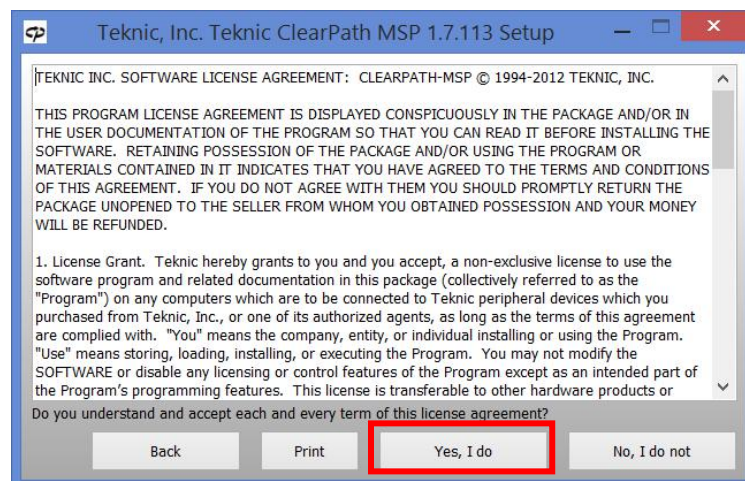 Teknic, Inc. Teknic ClearPath MSP 1.7.113 Setup
TEKNIC INC. SOFTWARE LICENSE AGREEMENT: CLEARPATH-MSP © 1994-2012 TEKNIC, INC.
THIS PROGRAM LICENSE AGREEMENT IS DISPLAYED CONSPICUOUSLY IN THE PACKAGE AND/OR IN
THE USER DOCUMENTATION OF THE PROGRAM SO THAT YOU CAN READ IT BEFORE INSTALLING THE
SOFTWARE. RETAINING POSSESSION OF THE PACKAGE AND/OR USING THE PROGRAM OR
MATERIALS CONTAINED IN IT INDICATES THAT YOU HAVE AGREED TO THE TERMS AND CONDITIONS
OF THIS AGREEMENT. IF YOU DO NOT AGREE WITH THEM YOU SHOULD PROMPTLY RETURN THE
PACKAGE UNOPENED TO THE SELLER FROM WHOM YOU OBTAINED POSSESSION AND YOUR MONEY
WILL BE REFUNDED.
1. License Grant. Teknic hereby grants to you and you accept, a non-exclusive license to use the
software program and related documentation in this package (collectively referred to as the
"Program") on any computers which are to be connected to Teknic peripheral devices which you
purchased from Teknic, Inc., or one of its authorized agents, as long as the terms of this agreement
are complied with. "You" means the company, entity, or individual installing or using the Program.
"Use" means storing, loading, installing, or executing the Program. You may not modify the
SOFTWARE or disable any licensing or control features of the Program except as an intended part of
the Program's programming features. This license is transferable to other hardware products or
Do you understand and accept each and every term of this license agreement?
Back Print Yes, I do No, I do not